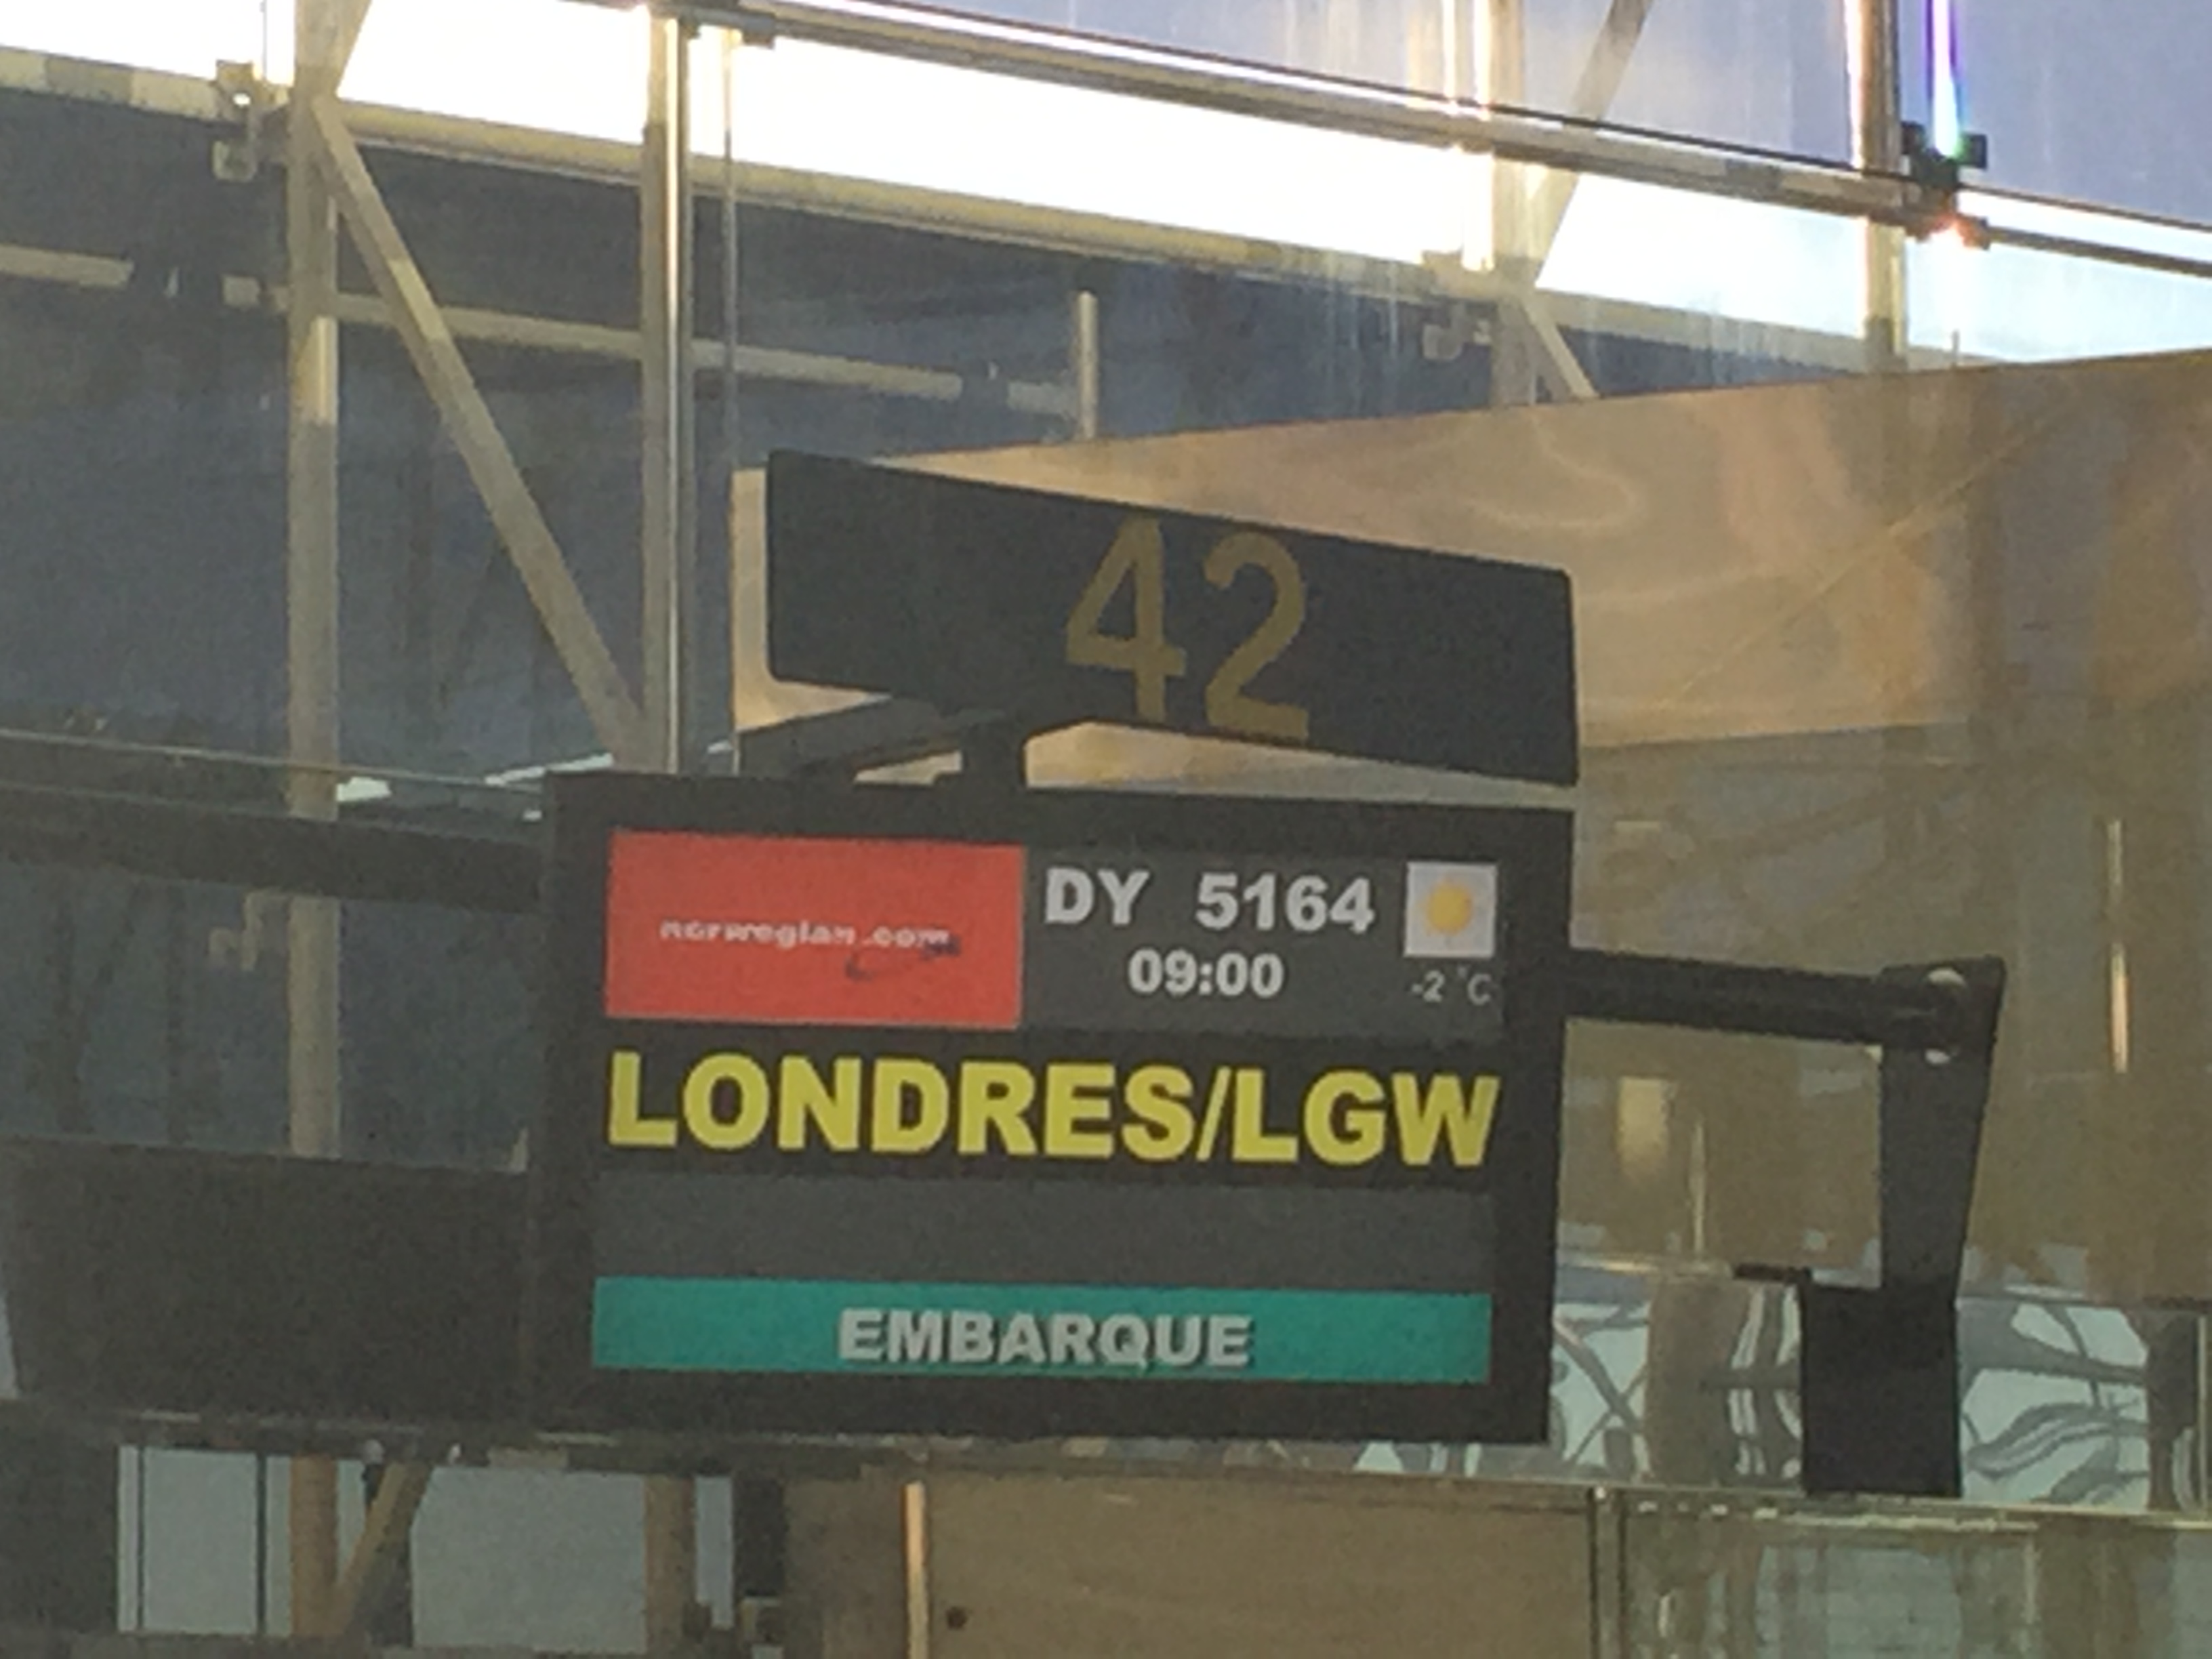 42
norwegian.com
DY 5164
09:00
-2 °C
LONDRES/LGW
EMBARQUE